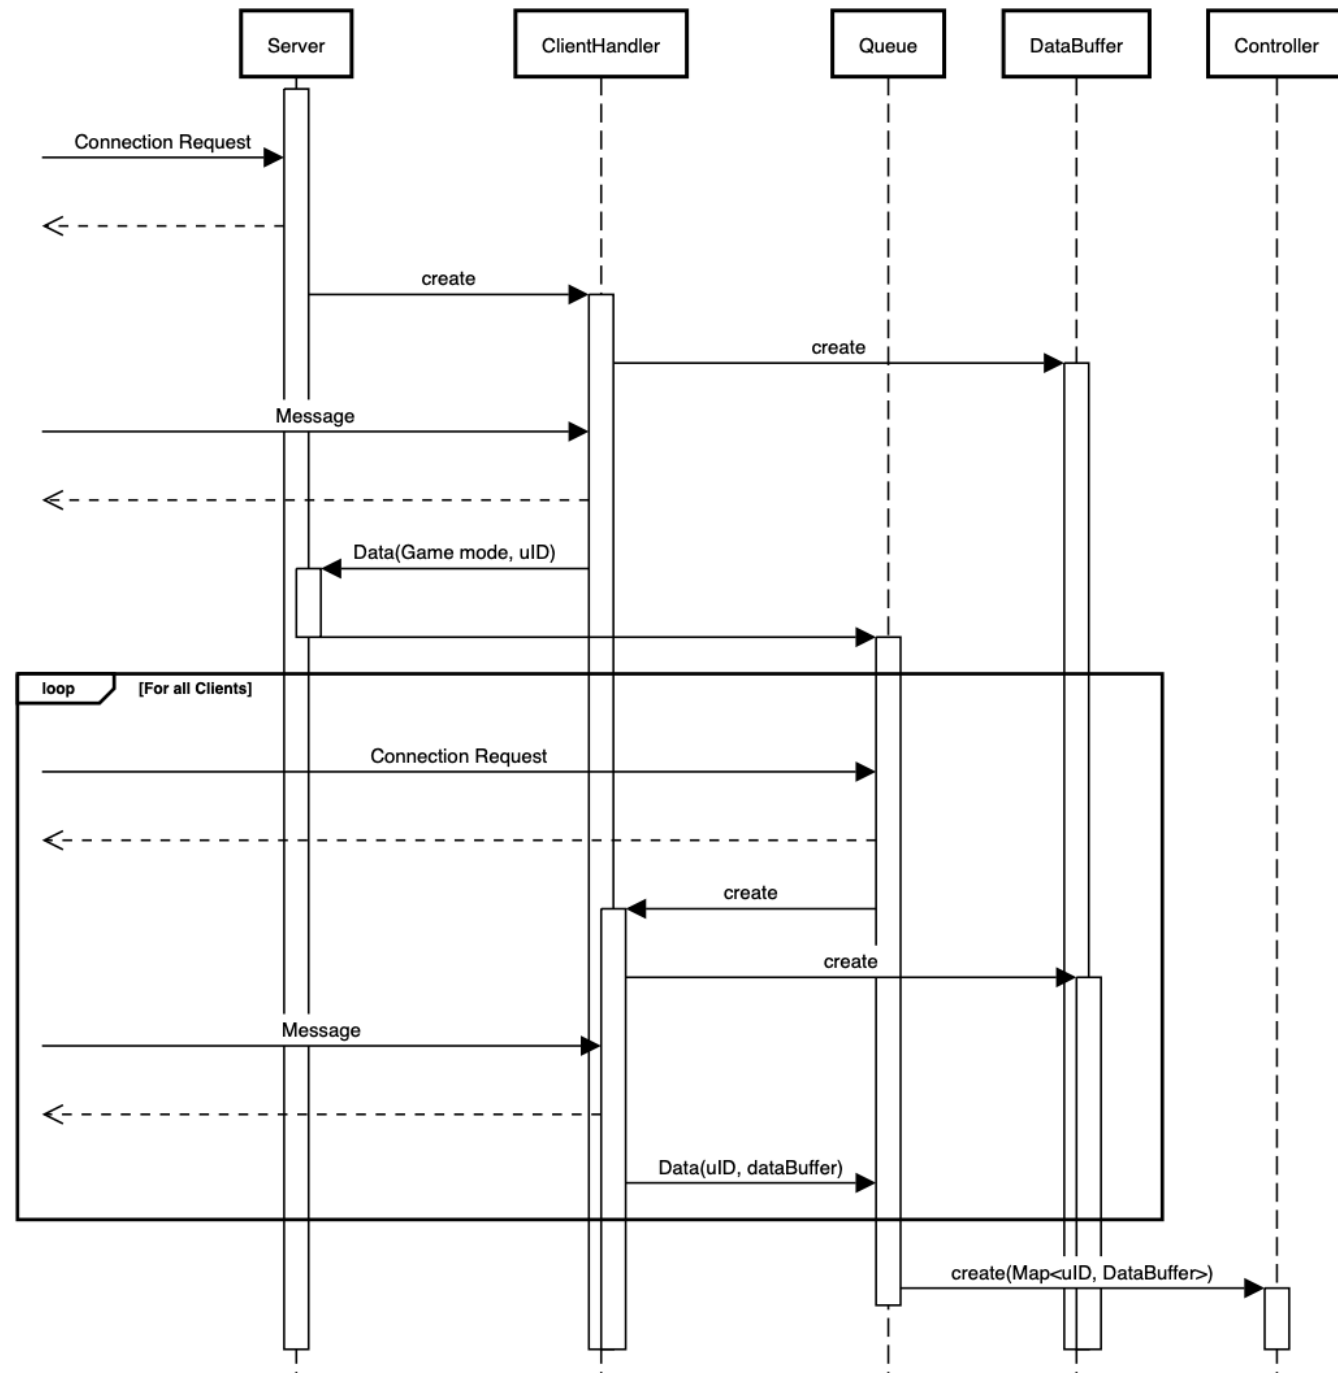 Server
ClientHandler
Queue
DataBuffer
Controller
Connection Request
create
create
Message
Data(Game mode, uID)
loop
[For all Clients]
Connection Request
create
create
Message
Data(uID, dataBuffer)
create(Map<uID, DataBuffer>)